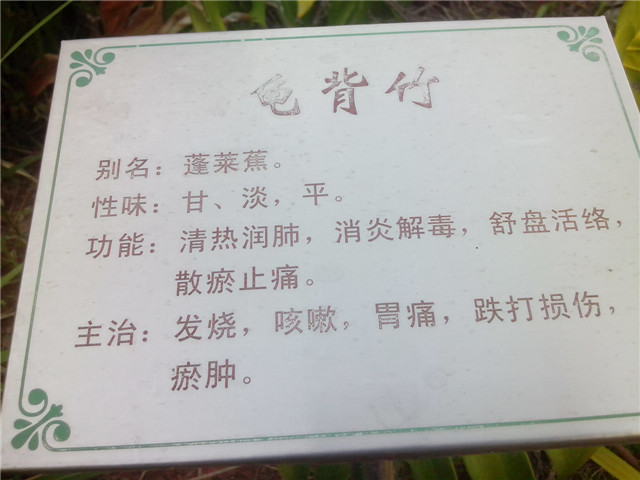 龟背竹
别名：蓬莱蕉。
性味：甘、淡，平。
功能：清热润肺，消炎解毒，舒盘活络，
散瘀止痛。
主治：发烧，咳嗽，胃痛，跌打损伤，
瘀肿。